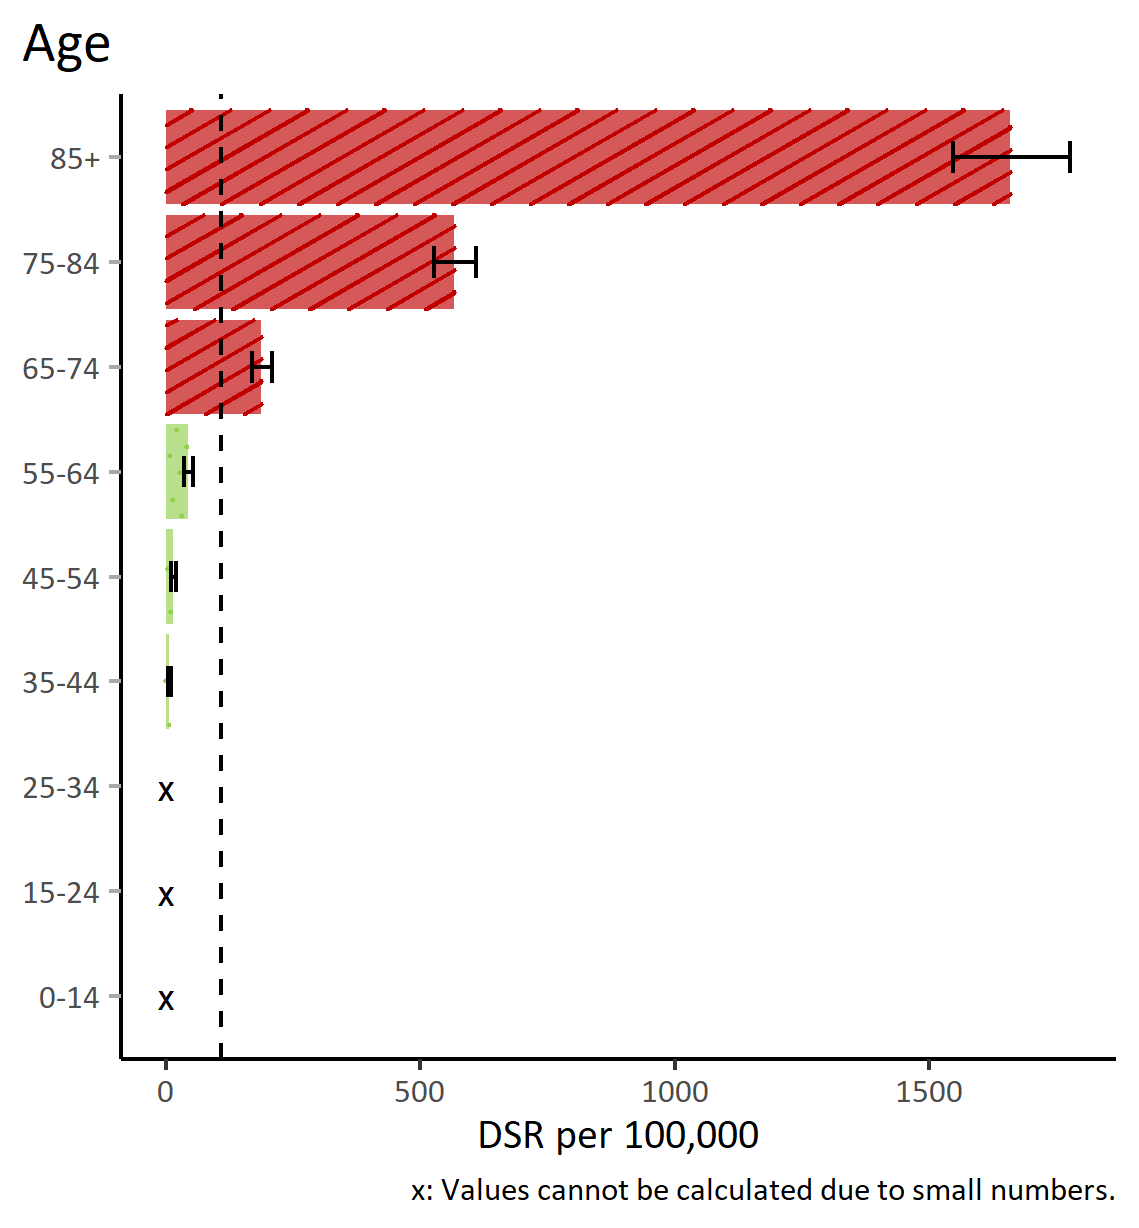 Age
85+
75-84
65-74
55-64
45-54
35-44
25-34 x
15-24 x
0-14 x
0 500 1000 1500
DSR per 100,000
x: Values cannot be calculated due to small numbers.